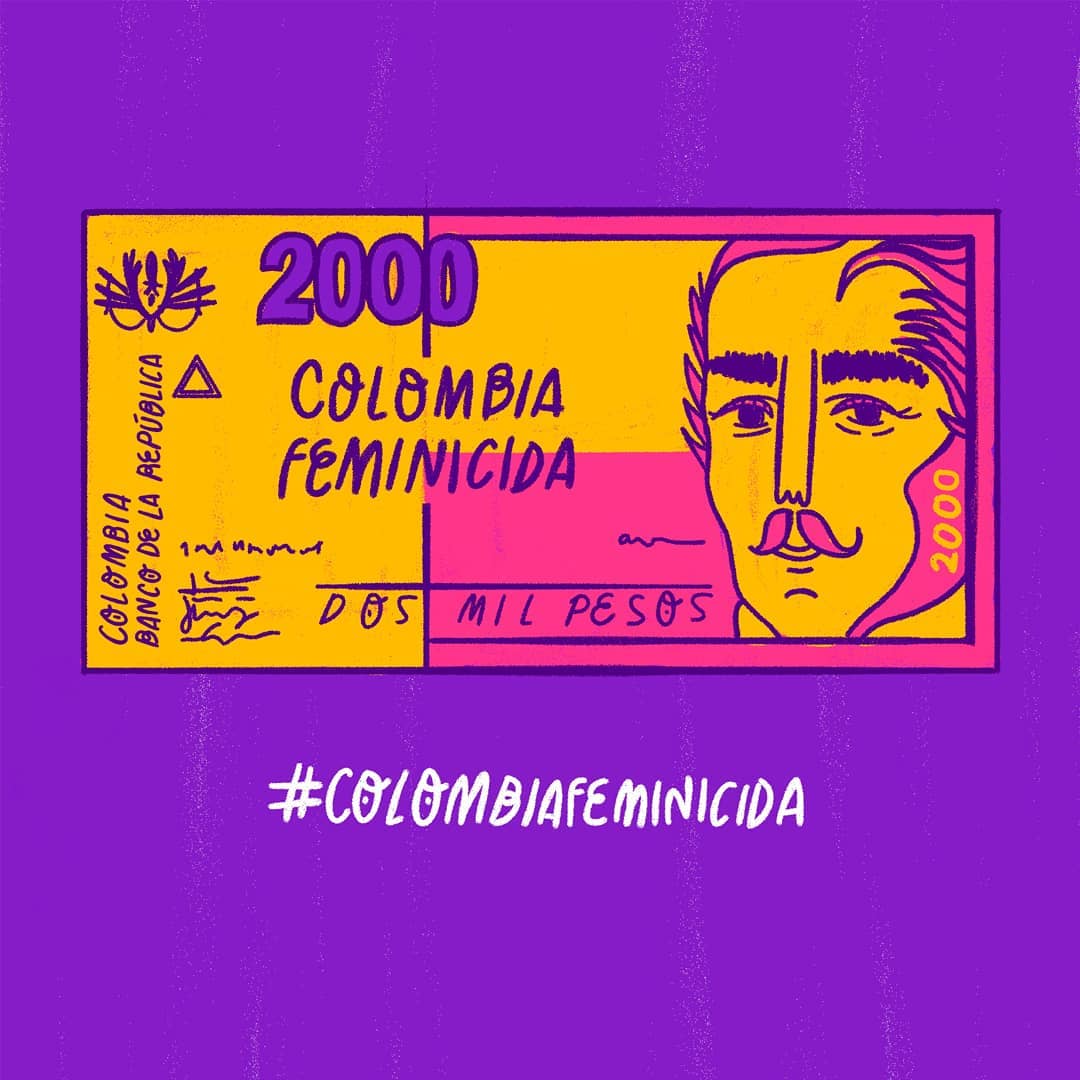 2000
COLOMBIA
FEMINICIDA
COLOMBIA
BANCO DE LA REPÚBLICA
DOS MIL PESOS
2000
#COLOMBIAFEMINICIDA